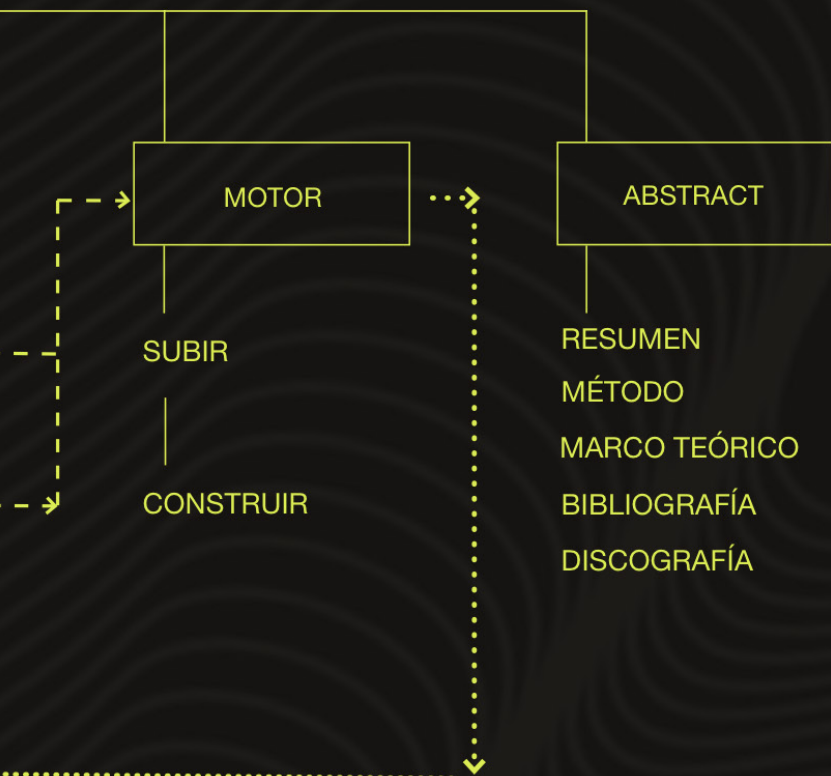 MOTOR
SUBIR
CONSTRUIR
ABSTRACT
RESUMEN
MÉTODO
MARCO TEÓRICO
BIBLIOGRAFÍA
DISCOGRAFÍA